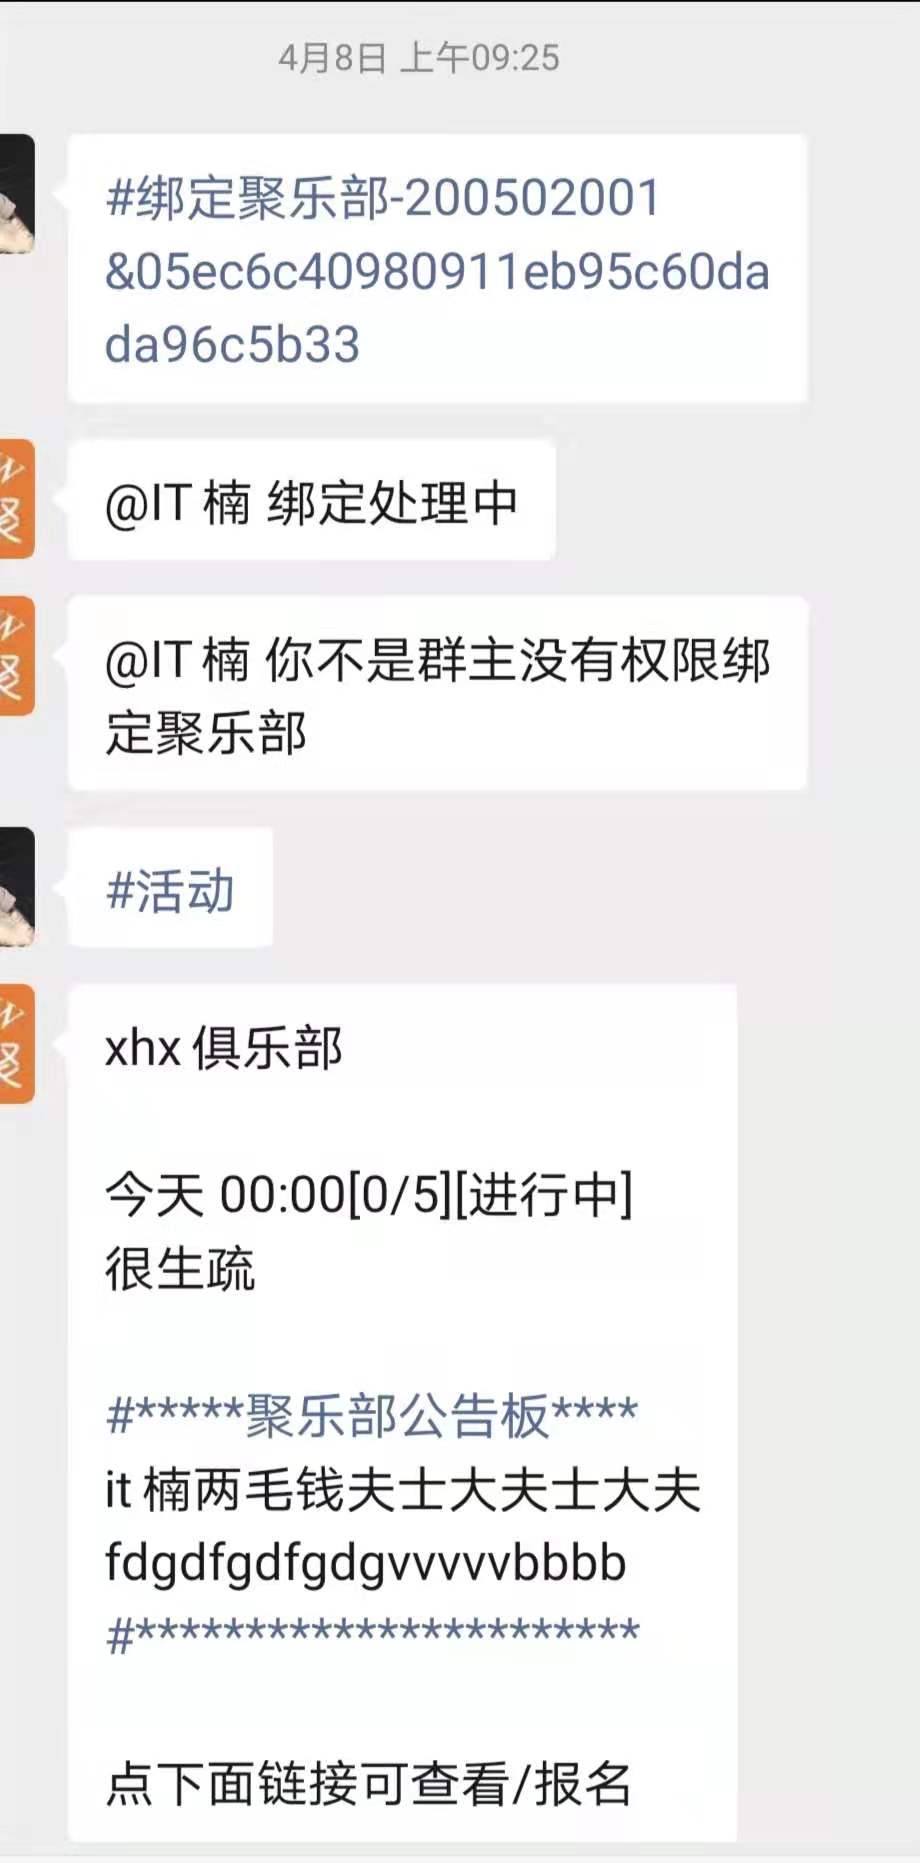 4月8日 上午09:25
#绑定聚乐部-200502001
&05ec6c40980911eb95c60da
da96c5b33
@IT 楠 绑定处理中
@IT 楠 你不是群主没有权限绑
定聚乐部
#活动
xhx 俱乐部
今天 00:00[0/5][进行中]
很生疏
#*****聚乐部公告板****
it 楠两毛钱夫士大夫士大夫
fdgdfgdfgdgvvvvvbbbb
#***********************
点下面链接可查看/报名